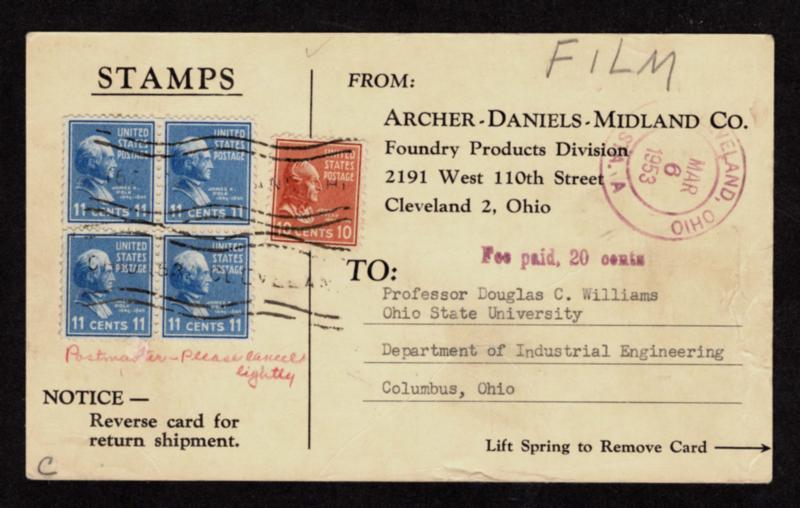 STAMPS
UNITED STATES POSTAGE
JAMES K. POLK
11 CENTS 11
UNITED STATES POSTAGE
JAMES K. POLK
11 CENTS 11
UNITED STATES POSTAGE
10 CENTS 10
UNITED STATES POSTAGE
11 CENTS 11
UNITED STATES POSTAGE
11 CENTS 11
Postmaster - Please cancel
lightly
NOTICE —
Reverse card for
return shipment.
C
FILM
FROM:
ARCHER-DANIELS-MIDLAND CO.
Foundry Products Division
2191 West 110th Street
Cleveland 2, Ohio
OHIO
MAR
6
1953
Fee paid, 20 cents
TO:
Professor Douglas C. Williams
Ohio State University
Department of Industrial Engineering
Columbus, Ohio
Lift Spring to Remove Card